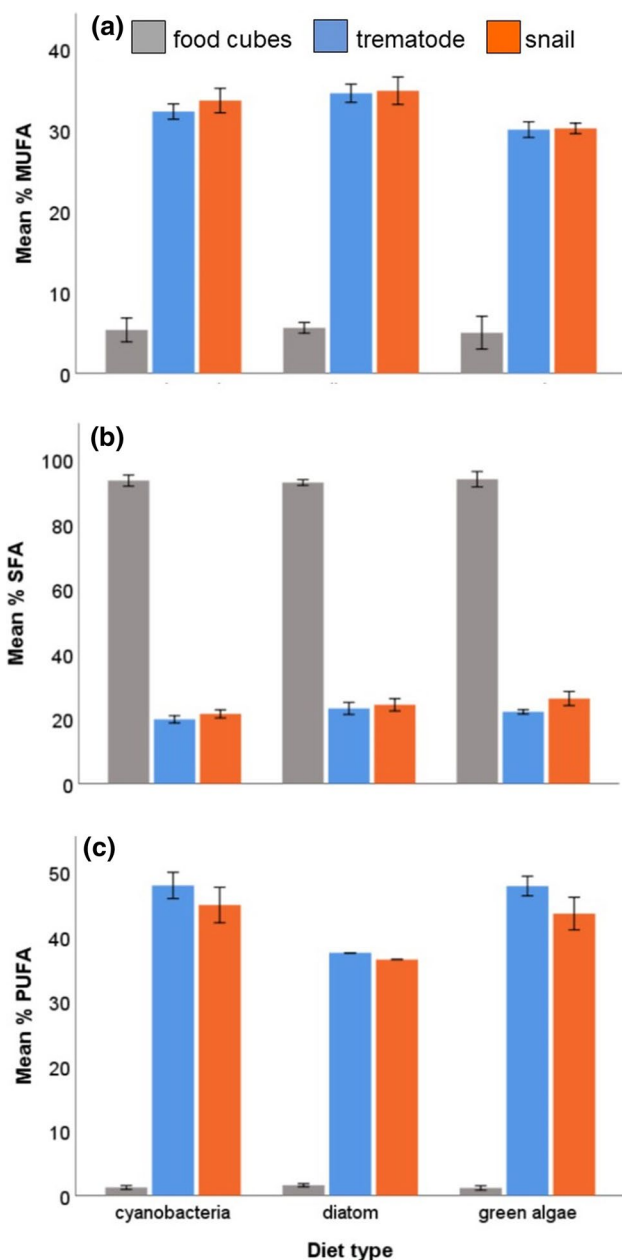 (a) food cubes trematode snail
40
30
20
10
0
Mean % MUFA
(b)
100
80
60
40
20
0
Mean % SFA
(c)
50
40
30
20
10
0
Mean % PUFA
cyanobacteria diatom green algae
Diet type